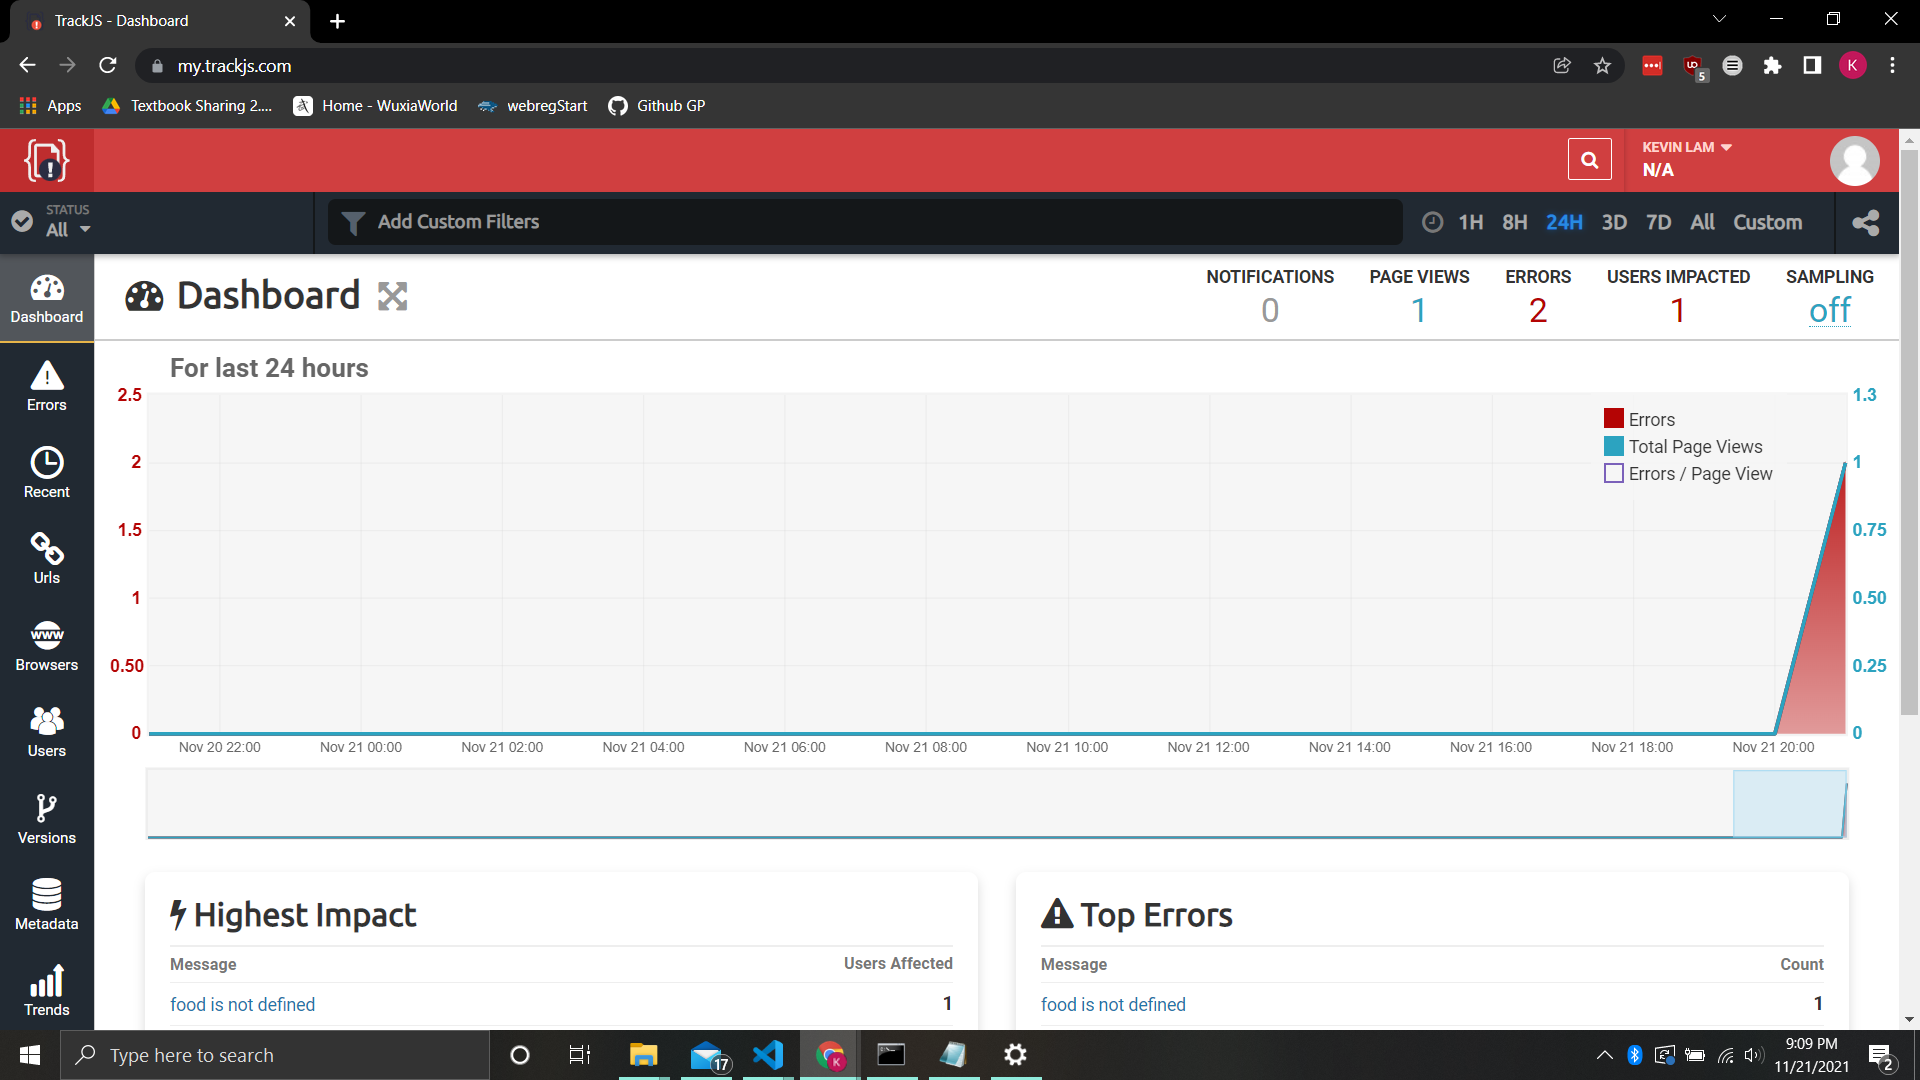 TrackJS - Dashboard
my.trackjs.com
5
K
Apps
Textbook Sharing 2....
Home - WuxiaWorld
webregStart
Github GP
KEVIN LAM
N/A
STATUS
All
Add Custom Filters
1H 8H 24H 3D 7D All Custom
Dashboard
Errors
Recent
Urls
www
Browsers
Users
Versions
Metadata
Trends
Dashboard
NOTIFICATIONS
0
PAGE VIEWS
1
ERRORS
2
USERS IMPACTED
1
SAMPLING
off
For last 24 hours
2.5
2
1.5
1
0.50
0
Errors
Total Page Views
Errors / Page View
1.3
1
0.75
0.50
0.25
0
Nov 20 22:00 Nov 21 00:00 Nov 21 02:00 Nov 21 04:00 Nov 21 06:00 Nov 21 08:00 Nov 21 10:00 Nov 21 12:00 Nov 21 14:00 Nov 21 16:00 Nov 21 18:00 Nov 21 20:00
Highest Impact
Message Users Affected
food is not defined 1
Top Errors
Message Count
food is not defined 1
Type here to search
17
K
9:09 PM
11/21/2021
2